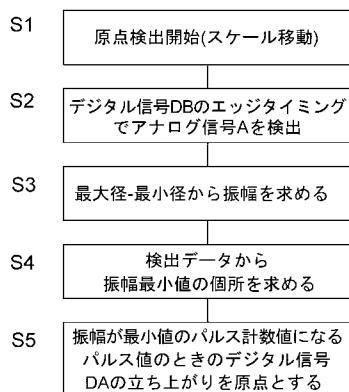 S1
原点検出開始(スケール移動)
S2
デジタル信号DBのエッジタイミング
でアナログ信号Aを検出
S3
最大径-最小径から振幅を求める
S4
検出データから
振幅最小値の個所を求める
S5
振幅が最小値のパルス計数値になる
パルス値のときのデジタル信号
DAの立ち上がりを原点とする